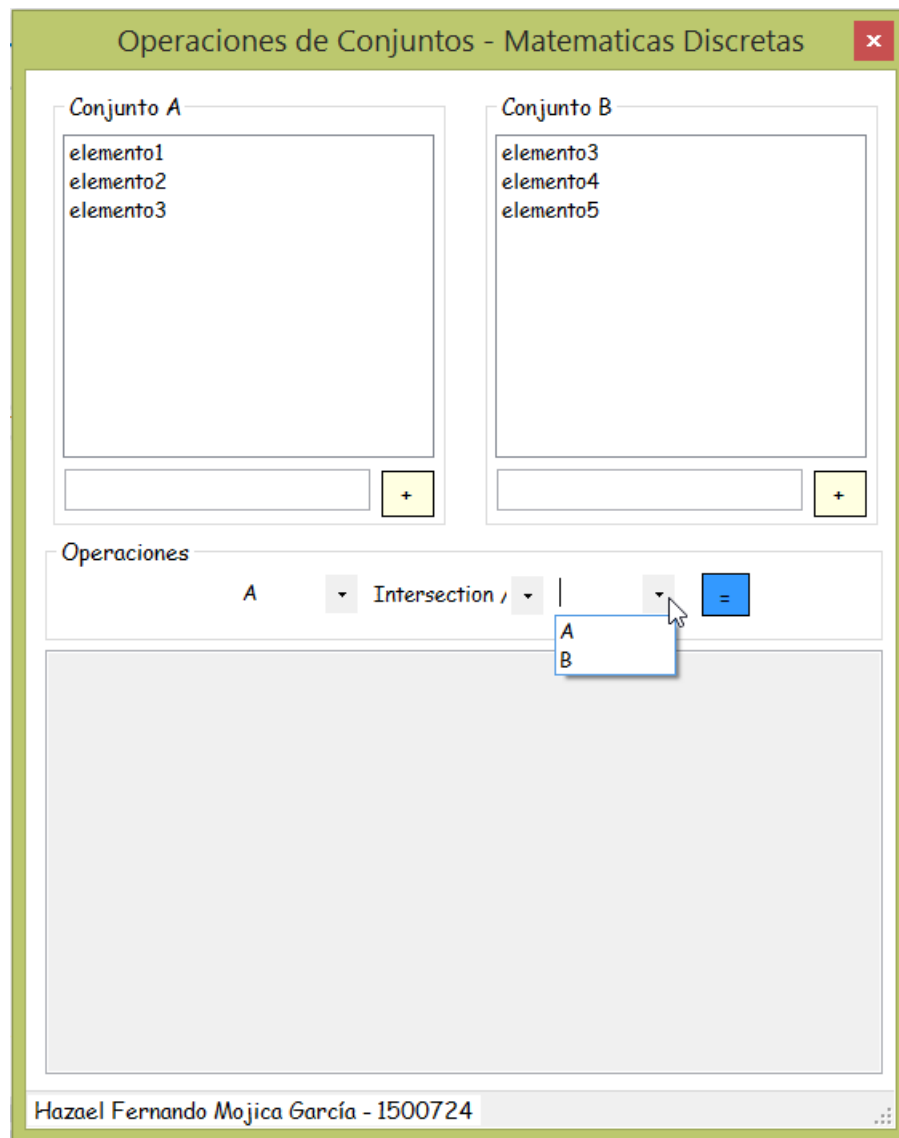 Operaciones de Conjuntos - Matematicas Discretas
x
Conjunto A
elemento1
elemento2
elemento3
+
Conjunto B
elemento3
elemento4
elemento5
+
Operaciones
A Intersection =
A
B
Hazael Fernando Mojica García - 1500724